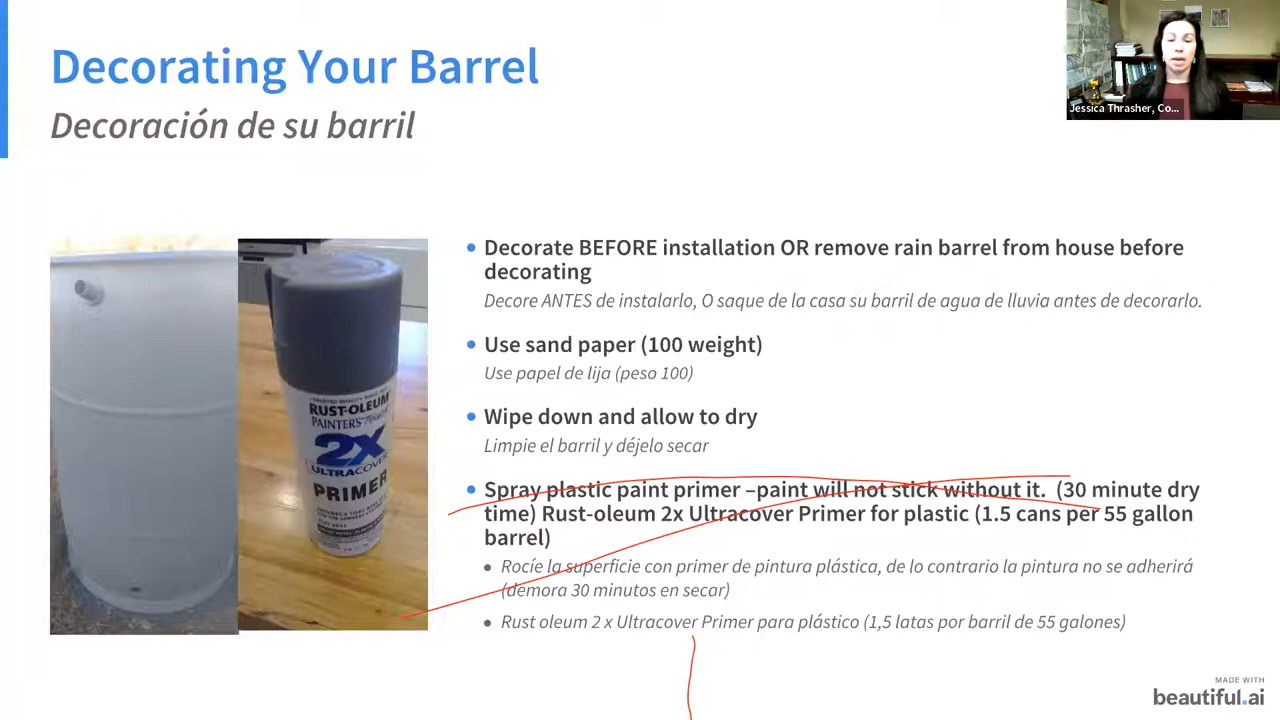 Decorating Your Barrel
Decoración de su barril
Jessica Thrasher, Co...
Decorate BEFORE installation OR remove rain barrel from house before
decorating
Decore ANTES de instalarlo, O saque de la casa su barril de agua de lluvia antes de decorarlo.
Use sand paper (100 weight)
Use papel de lija (peso 100)
Wipe down and allow to dry
Limpie el barril y déjelo secar
Spray plastic paint primer –paint will not stick without it.  (30 minute dry
time) Rust-oleum 2x Ultracover Primer for plastic (1.5 cans per 55 gallon
barrel)
Rocíe la superficie con primer de pintura plástica, de lo contrario la pintura no se adherirá
(demora 30 minutos en secar)
Rust oleum 2 x Ultracover Primer para plástico (1,5 latas por barril de 55 galones)
RUST-OLEUM
PAINTER'S Touch
2X
ULTRACOVER
PRIMER
MADE WITH
beautiful.ai